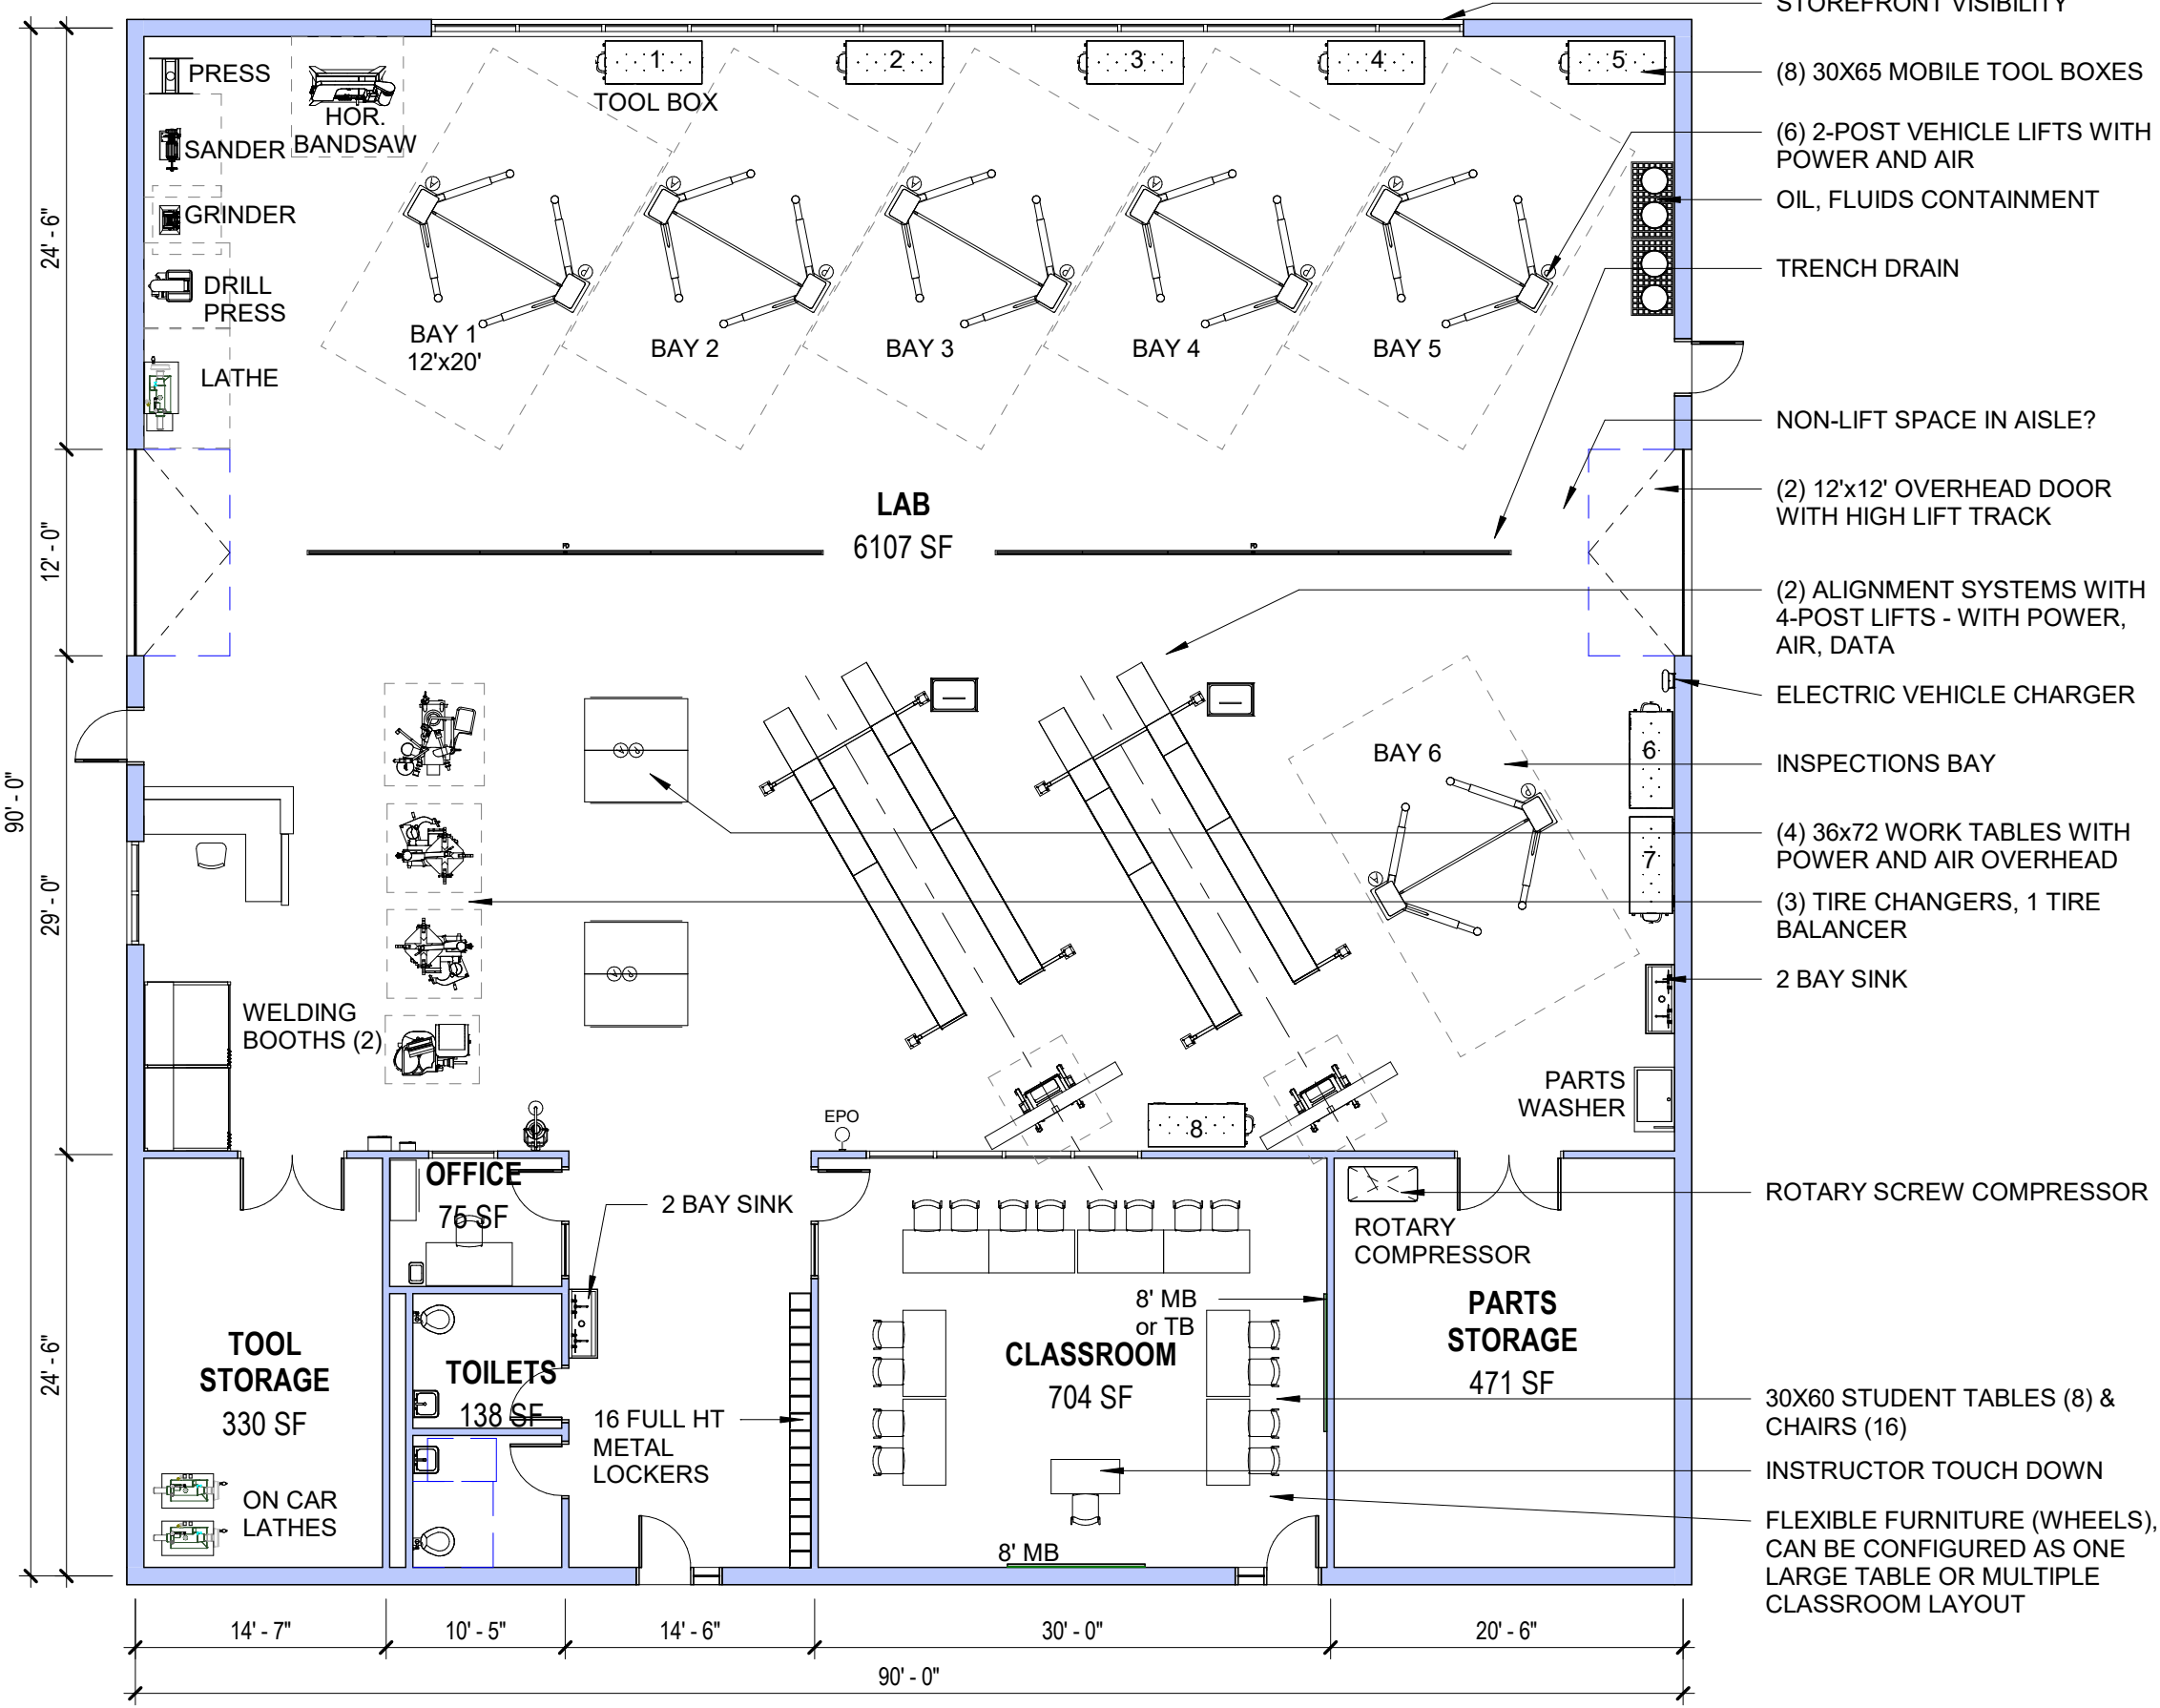 STOREFRONT VISIBILITY
PRESS
1
2
3
4
5
(8) 30X65 MOBILE TOOL BOXES
TOOL BOX
HOR.
BANDSAW
SANDER
(6) 2-POST VEHICLE LIFTS WITH
POWER AND AIR
GRINDER
OIL, FLUIDS CONTAINMENT
24' - 6"
DRILL
PRESS
TRENCH DRAIN
BAY 1
12'x20'
BAY 2
BAY 3
BAY 4
BAY 5
LATHE
NON-LIFT SPACE IN AISLE?
LAB
6107 SF
(2) 12'x12' OVERHEAD DOOR
WITH HIGH LIFT TRACK
12' - 0"
FD
FD
(2) ALIGNMENT SYSTEMS WITH
4-POST LIFTS - WITH POWER,
AIR, DATA
ELECTRIC VEHICLE CHARGER
BAY 6
6
INSPECTIONS BAY
90' - 0"
(4) 36x72 WORK TABLES WITH
POWER AND AIR OVERHEAD
7
29' - 0"
(3) TIRE CHANGERS, 1 TIRE
BALANCER
2 BAY SINK
WELDING
BOOTHS (2)
PARTS
WASHER
EPO
8
OFFICE
75 SF
2 BAY SINK
ROTARY SCREW COMPRESSOR
ROTARY
COMPRESSOR
8' MB
or TB
TOOL
STORAGE
330 SF
TOILETS
138 SF
CLASSROOM
704 SF
PARTS
STORAGE
471 SF
24' - 6"
16 FULL HT
METAL
LOCKERS
30X60 STUDENT TABLES (8) &
CHAIRS (16)
INSTRUCTOR TOUCH DOWN
ON CAR
LATHES
FLEXIBLE FURNITURE (WHEELS),
CAN BE CONFIGURED AS ONE
LARGE TABLE OR MULTIPLE
CLASSROOM LAYOUT
8' MB
14' - 7"
10' - 5"
14' - 6"
30' - 0"
20' - 6"
90' - 0"